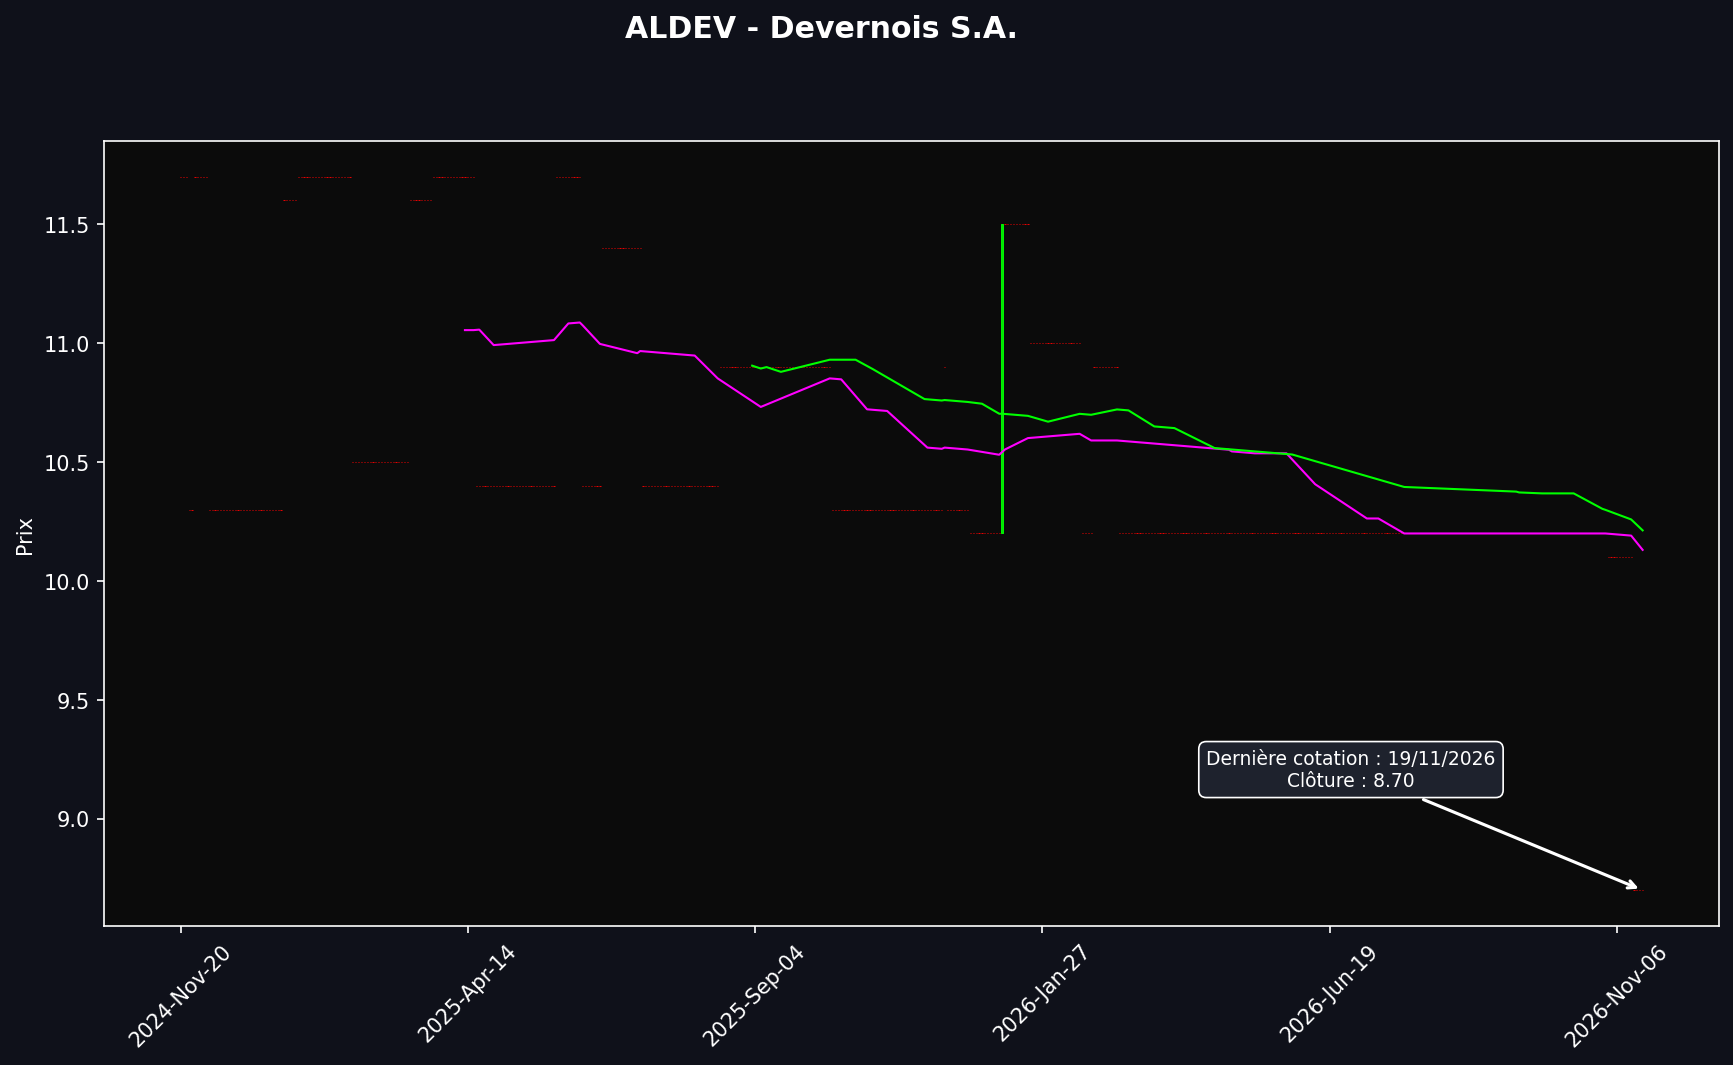 ALDEV - Devernois S.A.
Prix
11.5
11.0
10.5
10.0
9.5
9.0
Dernière cotation : 19/11/2026
Clôture : 8.70
2024-Nov-20
2025-Apr-14
2025-Sep-04
2026-Jan-27
2026-Jun-19
2026-Nov-06